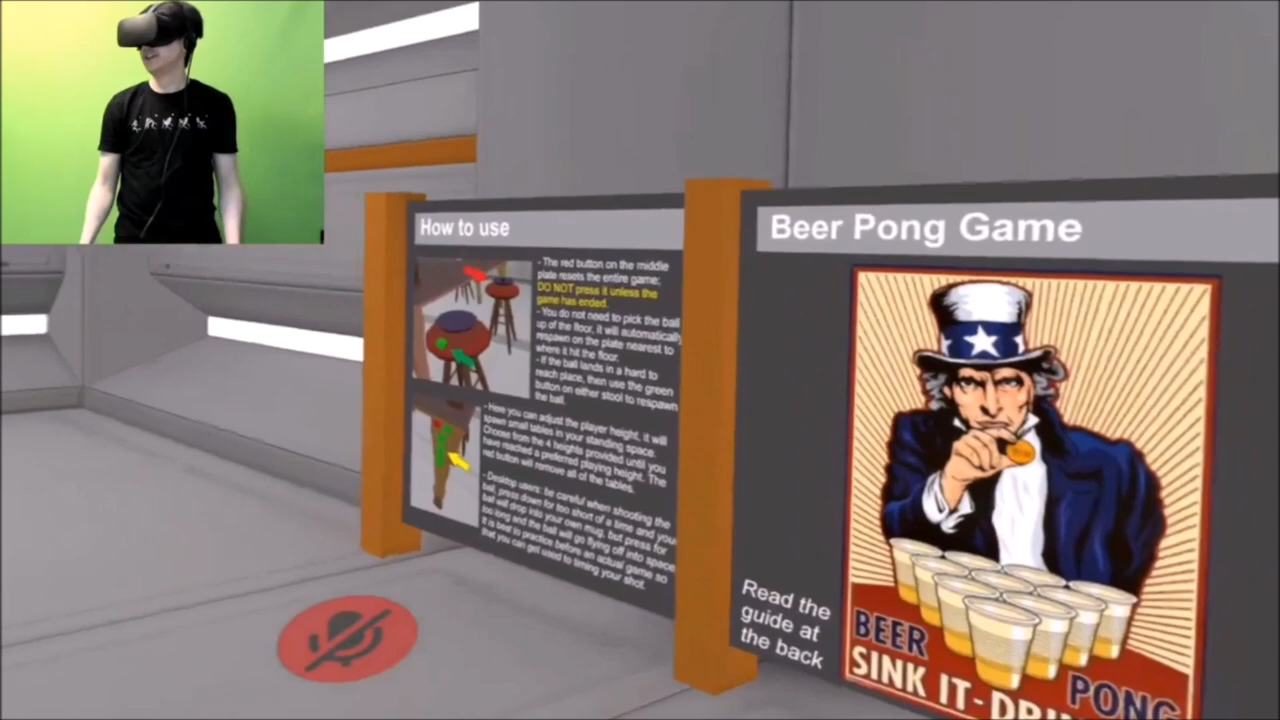 How to use
- The red button on the middle
plate resets the entire game;
DO NOT press it unless the
game has ended.
- You do not need to pick the ball
up of the floor, it will automatically
respawn on the plate nearest to
where it hit the floor.
- If the ball lands in a hard to
reach place, then use the green
button on either stool to respawn
the ball.
- Here you can adjust the player height, it will
spawn small tables in your standing space.
Choose from the 4 heights provided until you
have reached a preferred playing height. The
red button will remove all of the tables.
- Desktop users: be careful when shooting the
ball, press down for too short of a time and your
ball will drop into your own mug, but press for
too long and the ball will go flying off into space.
It is best to practice before an actual game so
that you can get used to timing your shot.
Beer Pong Game
Read the
guide at
the back
BEER
PONG
SINK IT-DRIN